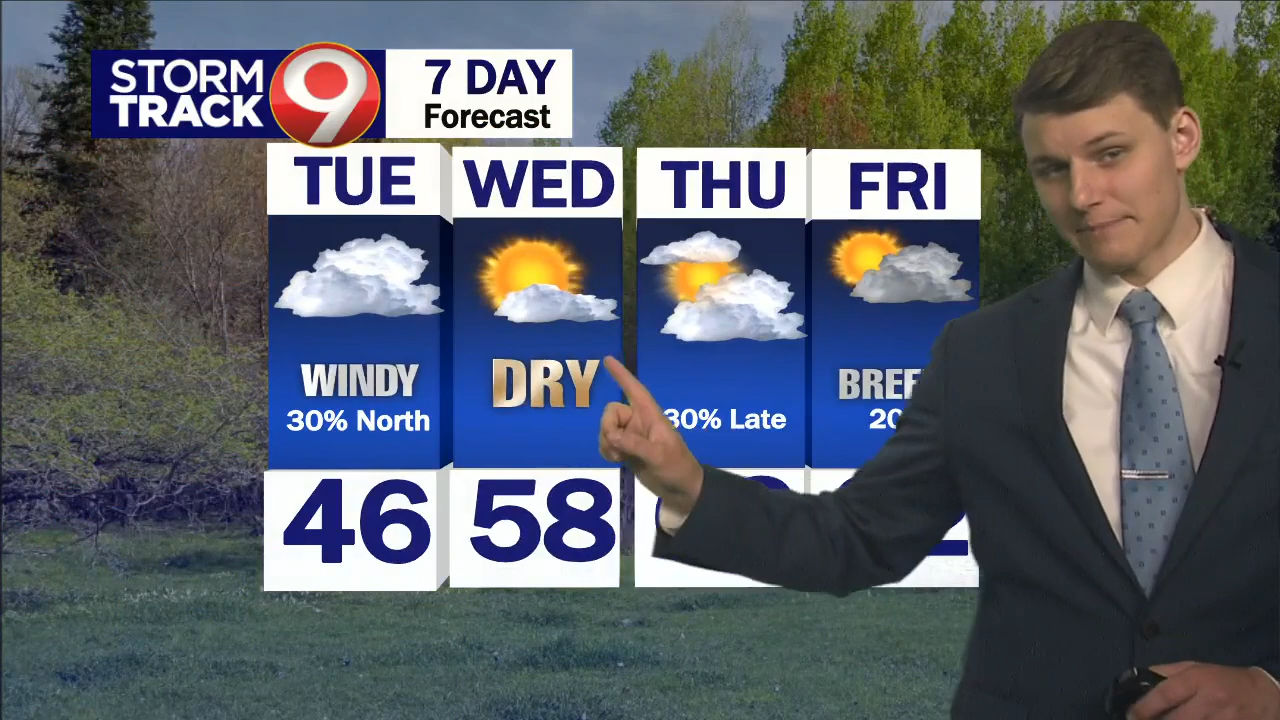 STORM
TRACK
9
7 DAY
Forecast
TUE
WED
THU
FRI
WINDY
30% North
DRY
30% Late
46
58